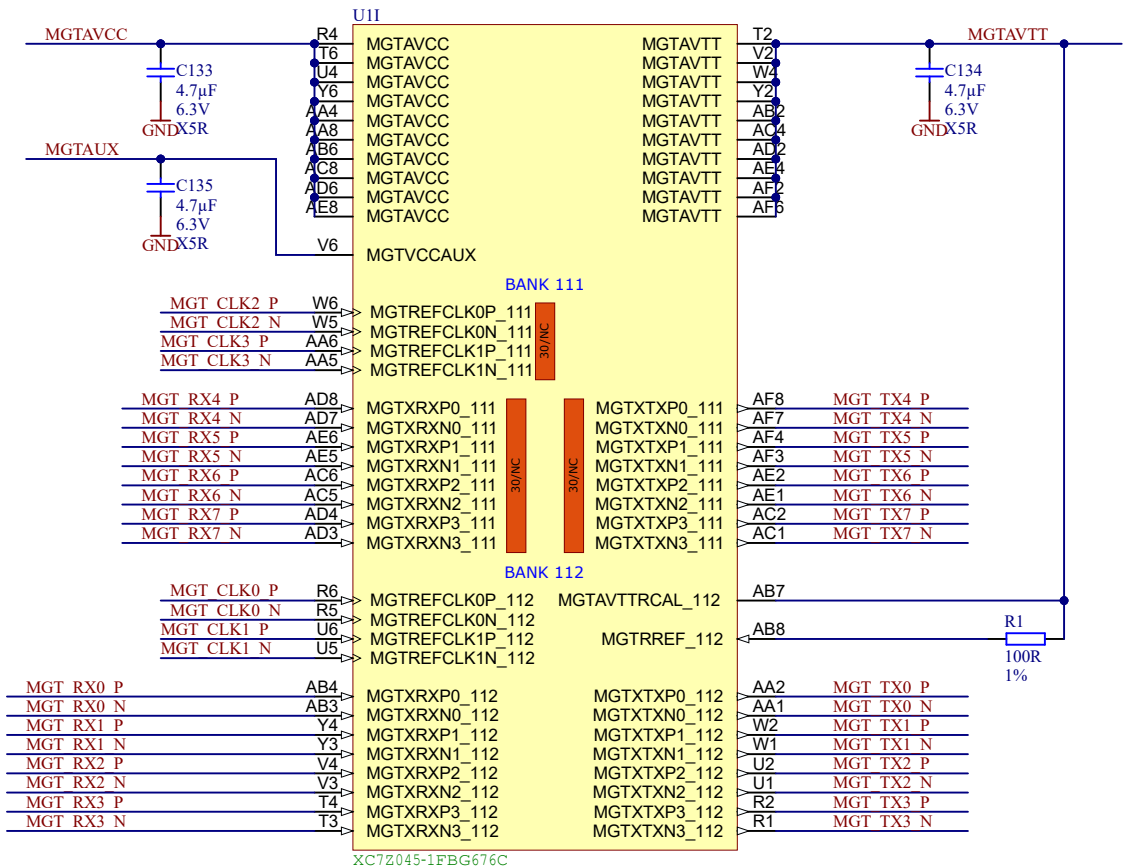 U1I
MGTAVCC R4 MGTAVCC MGTAVTT T2 MGTAVTT
T6 MGTAVCC MGTAVTT V2
C133 U4 MGTAVCC MGTAVTT W4 C134
4.7µF Y6 MGTAVCC MGTAVTT Y2 4.7µF
6.3V AA4 MGTAVCC MGTAVTT AB2 6.3V
GND X5R AA8 MGTAVCC MGTAVTT AC4 GND X5R
MGTAUX AB6 MGTAVCC MGTAVTT AD2
C135 AC8 MGTAVCC MGTAVTT AE4
4.7µF AD6 MGTAVCC MGTAVTT AF2
6.3V AE8 MGTAVCC MGTAVTT AF6
GND X5R V6 MGTVCCAUX
BANK 111
MGT_CLK2_P W6 MGTREFCLK0P_111
MGT_CLK2_N W5 MGTREFCLK0N_111
30/NC
MGT_CLK3_P AA6 MGTREFCLK1P_111
MGT_CLK3_N AA5 MGTREFCLK1N_111
MGT_RX4_P AD8 MGTXRXP0_111 MGTXTXP0_111 AF8 MGT_TX4_P
MGT_RX4_N AD7 MGTXRXN0_111 MGTXTXN0_111 AF7 MGT_TX4_N
MGT_RX5_P AE6 MGTXRXP1_111 MGTXTXP1_111 AF4 MGT_TX5_P
MGT_RX5_N AE5 MGTXRXN1_111 MGTXTXN1_111 AF3 MGT_TX5_N
30/NC 30/NC
MGT_RX6_P AC6 MGTXRXP2_111 MGTXTXP2_111 AE2 MGT_TX6_P
MGT_RX6_N AC5 MGTXRXN2_111 MGTXTXN2_111 AE1 MGT_TX6_N
MGT_RX7_P AD4 MGTXRXP3_111 MGTXTXP3_111 AC2 MGT_TX7_P
MGT_RX7_N AD3 MGTXRXN3_111 MGTXTXN3_111 AC1 MGT_TX7_N
BANK 112
MGT_CLK0_P R6 MGTREFCLK0P_112 MGTAVTTRCAL_112 AB7
MGT_CLK0_N R5 MGTREFCLK0N_112
MGT_CLK1_P U6 MGTREFCLK1P_112 MGTRREF_112 AB8 R1
MGT_CLK1_N U5 MGTREFCLK1N_112 100R
1%
MGT_RX0_P AB4 MGTXRXP0_112 MGTXTXP0_112 AA2 MGT_TX0_P
MGT_RX0_N AB3 MGTXRXN0_112 MGTXTXN0_112 AA1 MGT_TX0_N
MGT_RX1_P Y4 MGTXRXP1_112 MGTXTXP1_112 W2 MGT_TX1_P
MGT_RX1_N Y3 MGTXRXN1_112 MGTXTXN1_112 W1 MGT_TX1_N
MGT_RX2_P V4 MGTXRXP2_112 MGTXTXP2_112 U2 MGT_TX2_P
MGT_RX2_N V3 MGTXRXN2_112 MGTXTXN2_112 U1 MGT_TX2_N
MGT_RX3_P T4 MGTXRXP3_112 MGTXTXP3_112 R2 MGT_TX3_P
MGT_RX3_N T3 MGTXRXN3_112 MGTXTXN3_112 R1 MGT_TX3_N
XC7Z045-1FBG676C